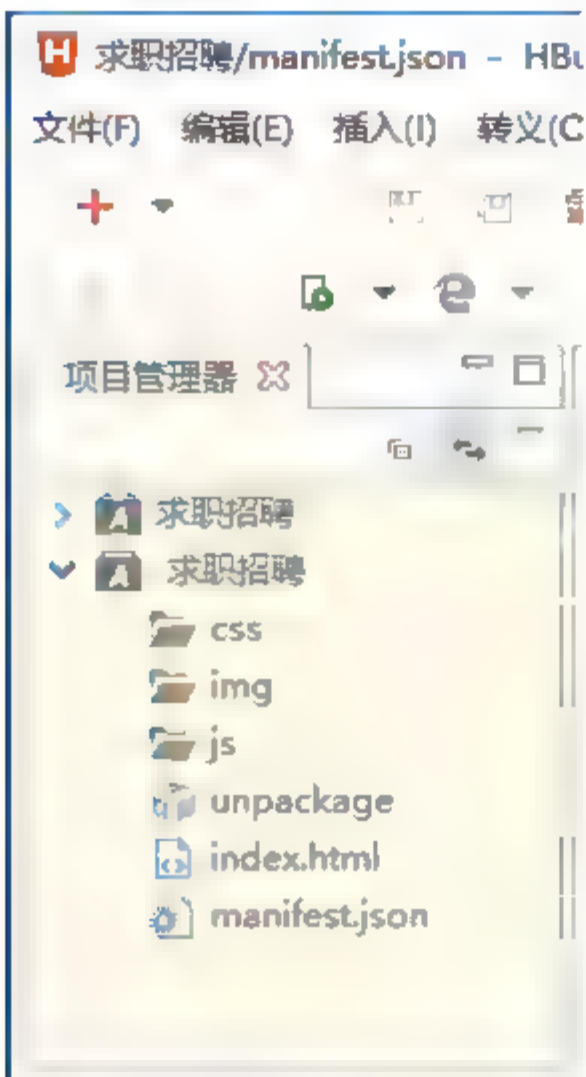 求职招聘/manifest.json - HBu
文件(F) 编辑(E) 插入(I) 转义(C
项目管理器
求职招聘
求职招聘
css
img
js
unpackage
index.html
manifest.json